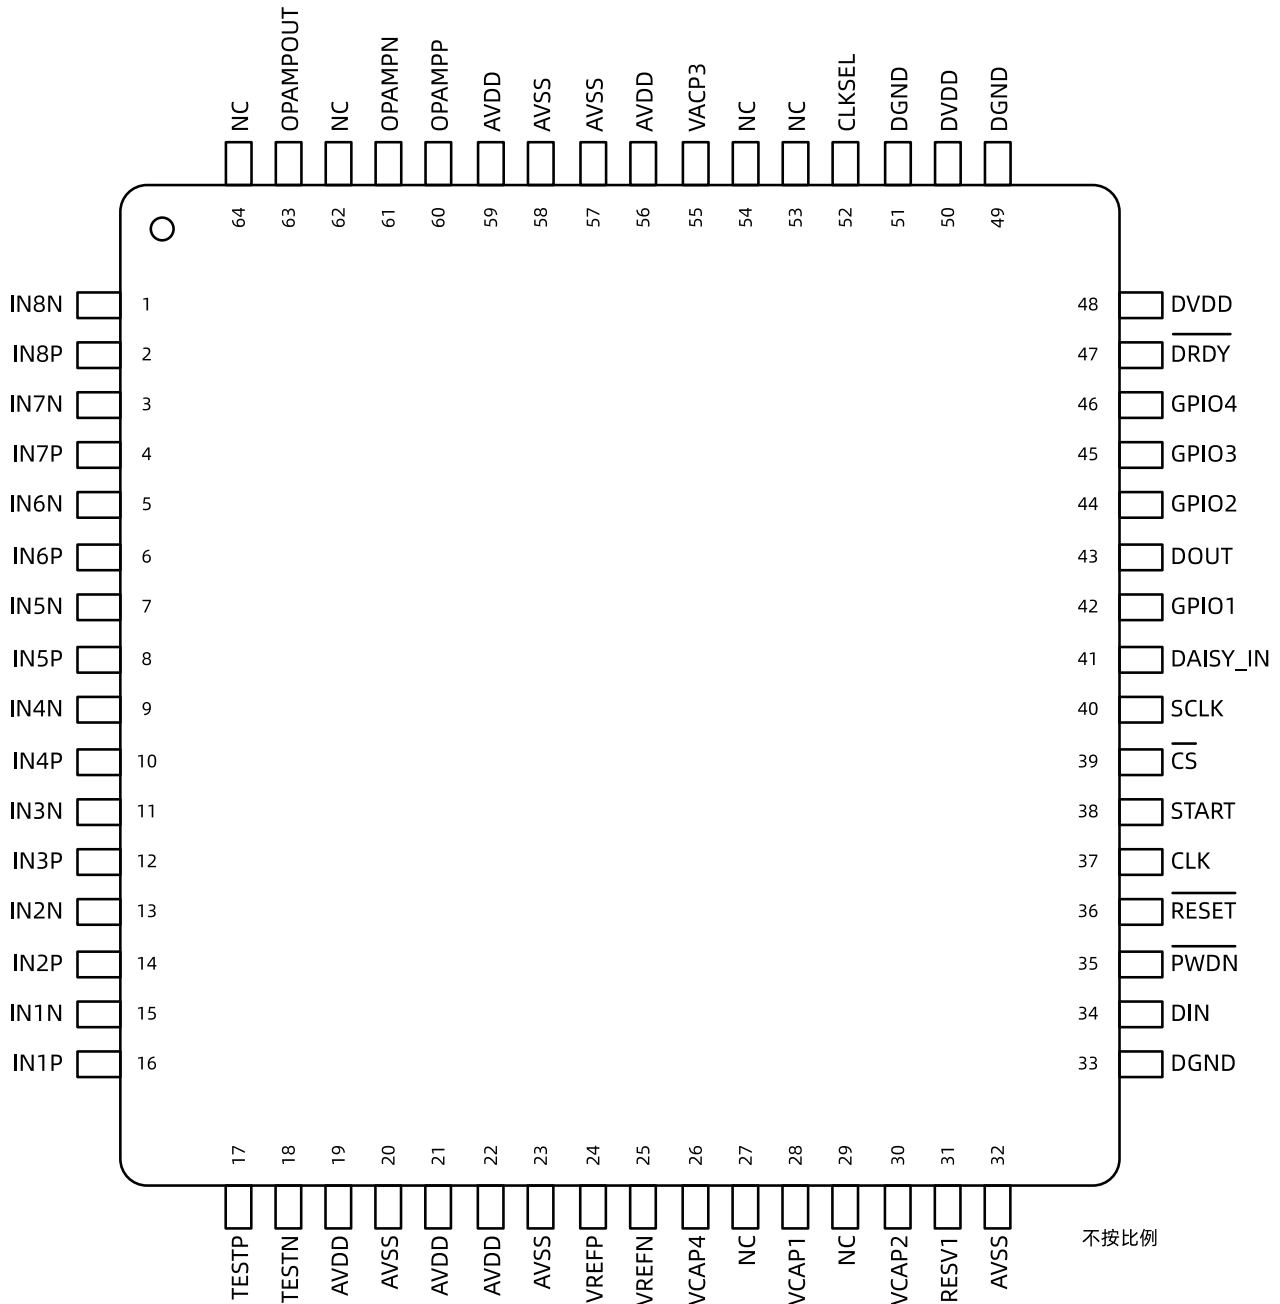 NC
OPAMPOUT
NC
OPAMPN
OPAMPP
AVDD
AVSS
AVSS
AVDD
VACP3
NC
NC
CLKSEL
DGND
DVDD
DGND
64
63
62
61
60
59
58
57
56
55
54
53
52
51
50
49
IN8N 1 48 DVDD
IN8P 2 47 DRDY
IN7N 3 46 GPIO4
IN7P 4 45 GPIO3
IN6N 5 44 GPIO2
IN6P 6 43 DOUT
IN5N 7 42 GPIO1
IN5P 8 41 DAISY_IN
IN4N 9 40 SCLK
IN4P 10 39 CS
IN3N 11 38 START
IN3P 12 37 CLK
IN2N 13 36 RESET
IN2P 14 35 PWDN
IN1N 15 34 DIN
IN1P 16 33 DGND
17
18
19
20
21
22
23
24
25
26
27
28
29
30
31
32
TESTP
TESTN
AVDD
AVSS
AVDD
AVDD
AVSS
VREFP
VREFN
VCAP4
NC
VCAP1
NC
VCAP2
RESV1
AVSS
不按比例